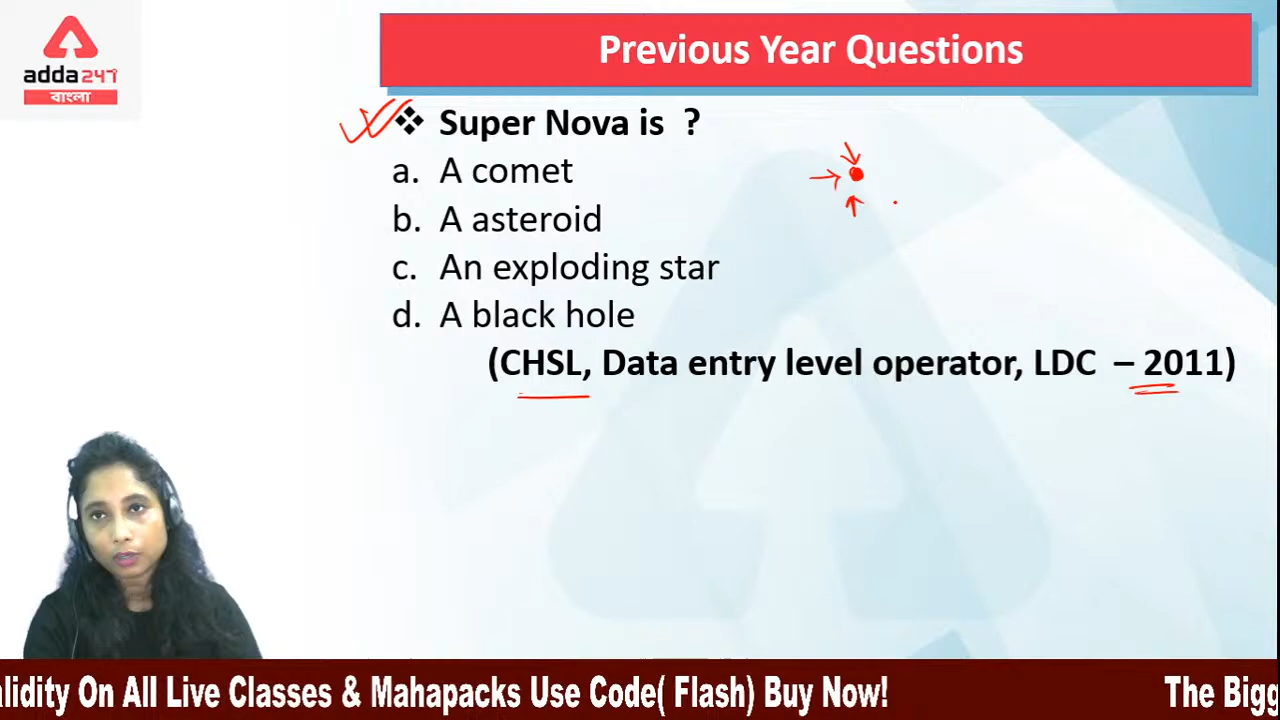 adda247
বাংলা
Previous Year Questions
❖ Super Nova is ?
a. A comet
b. A asteroid
c. An exploding star
d. A black hole
(CHSL, Data entry level operator, LDC – 2011)
alidity On All Live Classes & Mahapacks Use Code( Flash) Buy Now! The Bigg